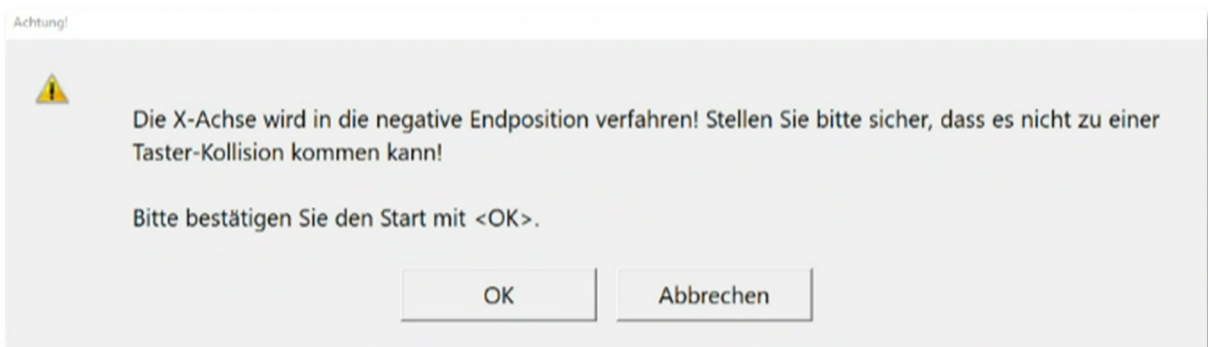 Achtung!
Die X-Achse wird in die negative Endposition verfahren! Stellen Sie bitte sicher, dass es nicht zu einer
Taster-Kollision kommen kann!
Bitte bestätigen Sie den Start mit <OK>.
OK
Abbrechen